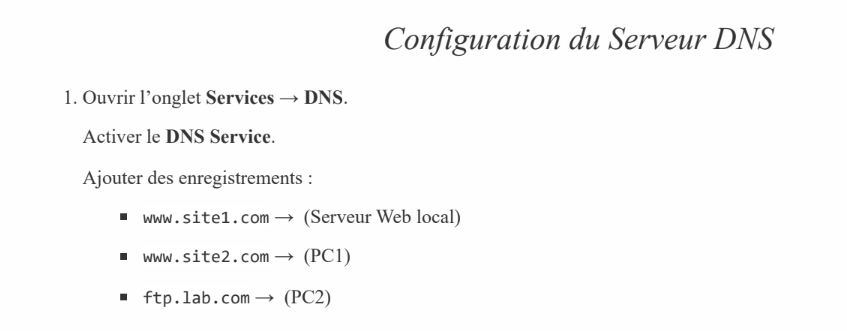 Configuration du Serveur DNS
1. Ouvrir l’onglet Services → DNS.
Activer le DNS Service.
Ajouter des enregistrements :
▪ www.site1.com → (Serveur Web local)
▪ www.site2.com → (PC1)
▪ ftp.lab.com → (PC2)